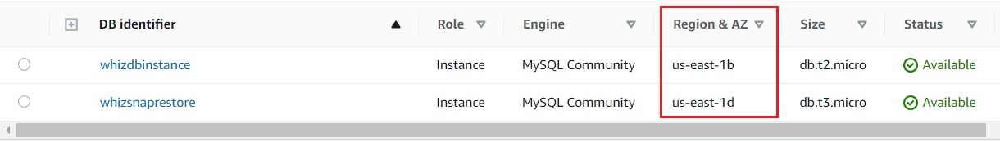 DB identifier Role Engine Region & AZ Size Status
whizdbinstance Instance MySQL Community us-east-1b db.t2.micro Available
whizsnaprestore Instance MySQL Community us-east-1d db.t3.micro Available